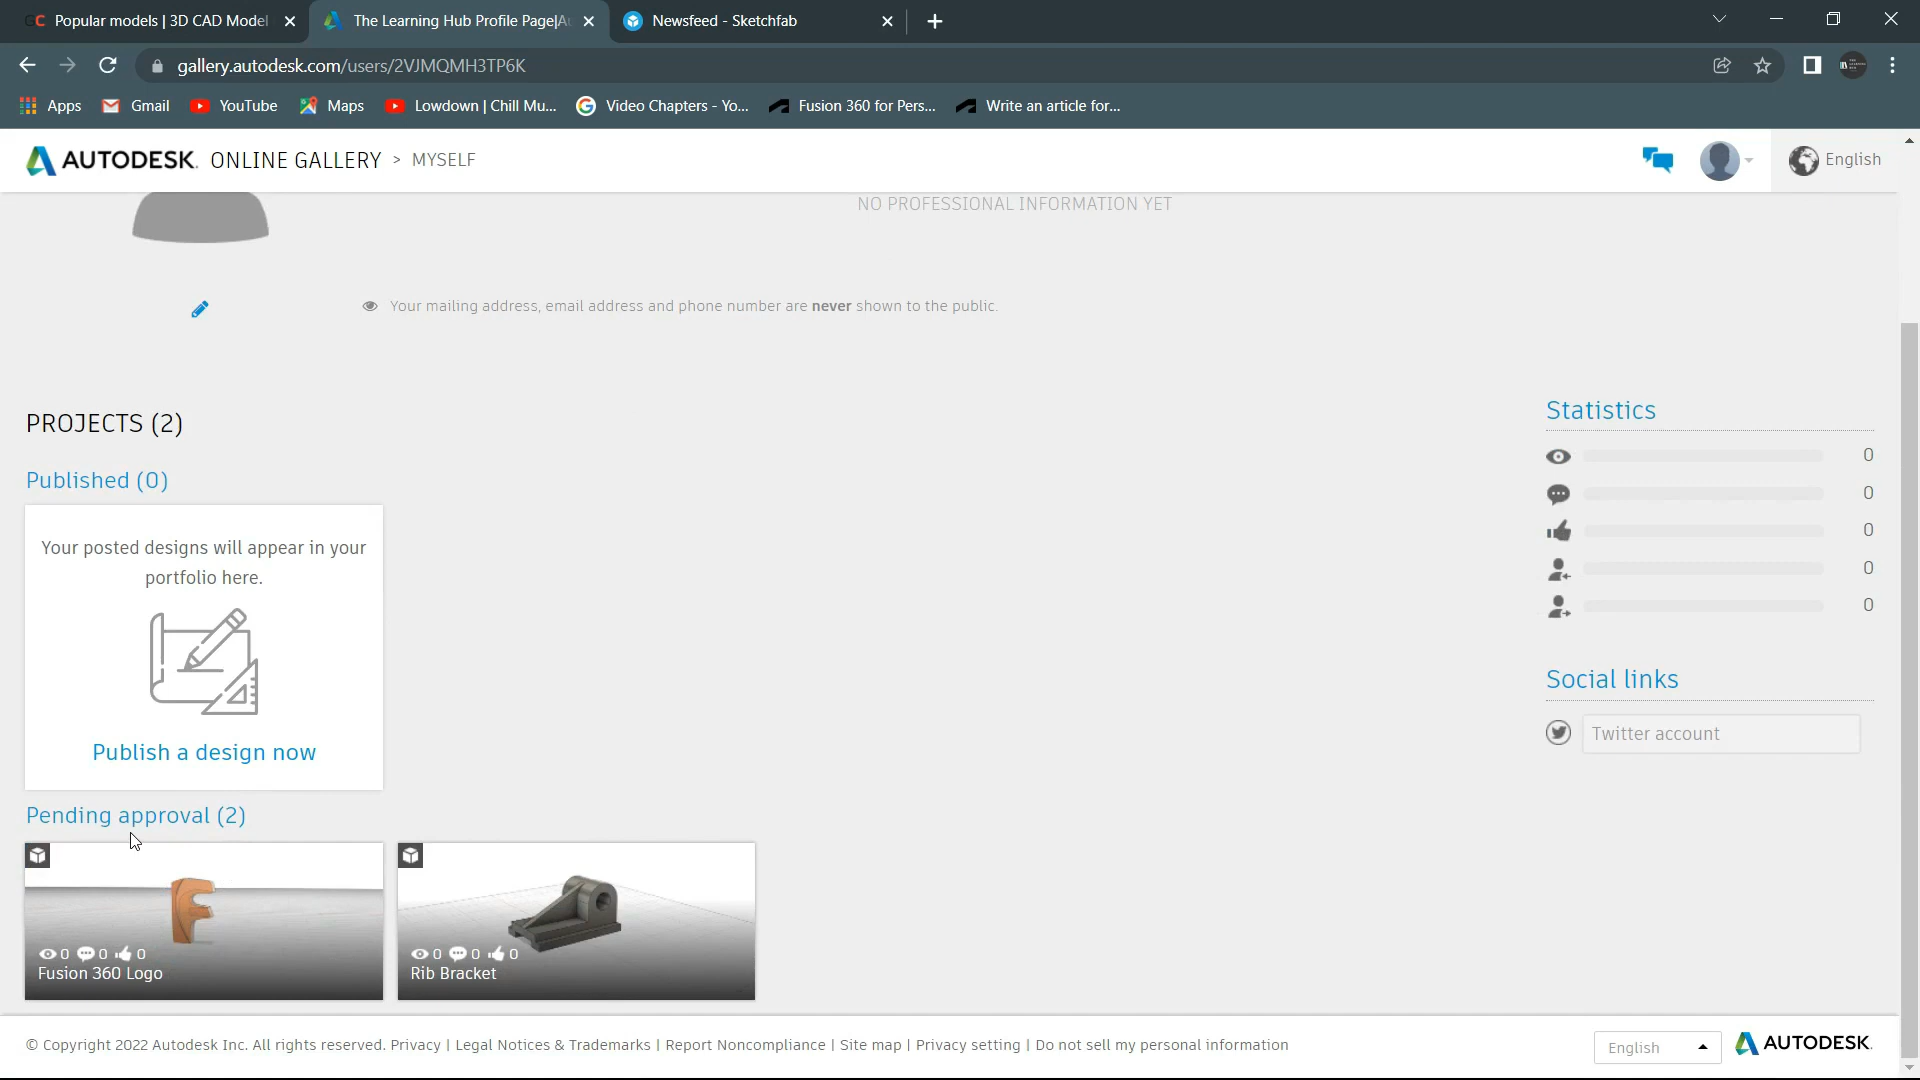 Popular models | 3D CAD Model
The Learning Hub Profile Page|A
Newsfeed - Sketchfab
gallery.autodesk.com/users/2VJMQMH3TP6K
Apps
Gmail
YouTube
Maps
Lowdown | Chill Mu...
Video Chapters - Yo...
Fusion 360 for Pers...
Write an article for...
AUTODESK. ONLINE GALLERY > MYSELF
English
NO PROFESSIONAL INFORMATION YET
Your mailing address, email address and phone number are never shown to the public.
PROJECTS (2)
Published (0)
Your posted designs will appear in your
portfolio here.
Publish a design now
Statistics
0
0
0
0
0
Social links
Twitter account
Pending approval (2)
0 0 0
Fusion 360 Logo
0 0 0
Rib Bracket
© Copyright 2022 Autodesk Inc. All rights reserved. Privacy | Legal Notices & Trademarks | Report Noncompliance | Site map | Privacy setting | Do not sell my personal information
English
AUTODESK.